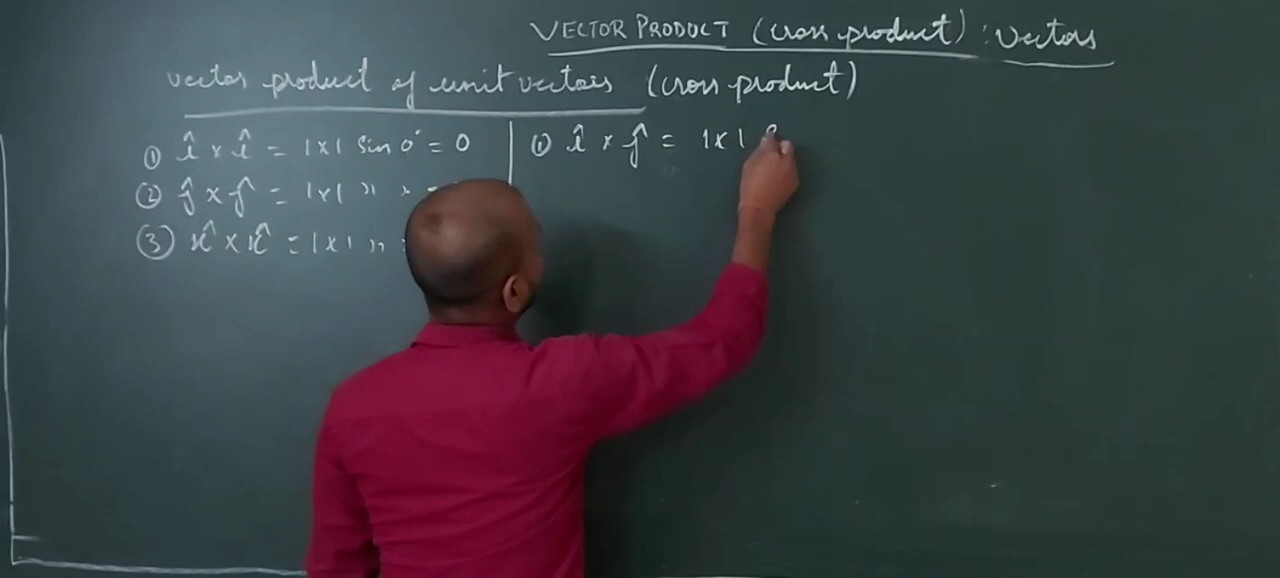 VECTOR PRODUCT (cross product) : Vectors
vector product of unit vectors (cross product)
① î × î = 1×1 sin 0° = 0
② ĵ × ĵ = 1×1 " " =
③ k̂ × k̂ = 1×1 " "
① î × ĵ = 1×1